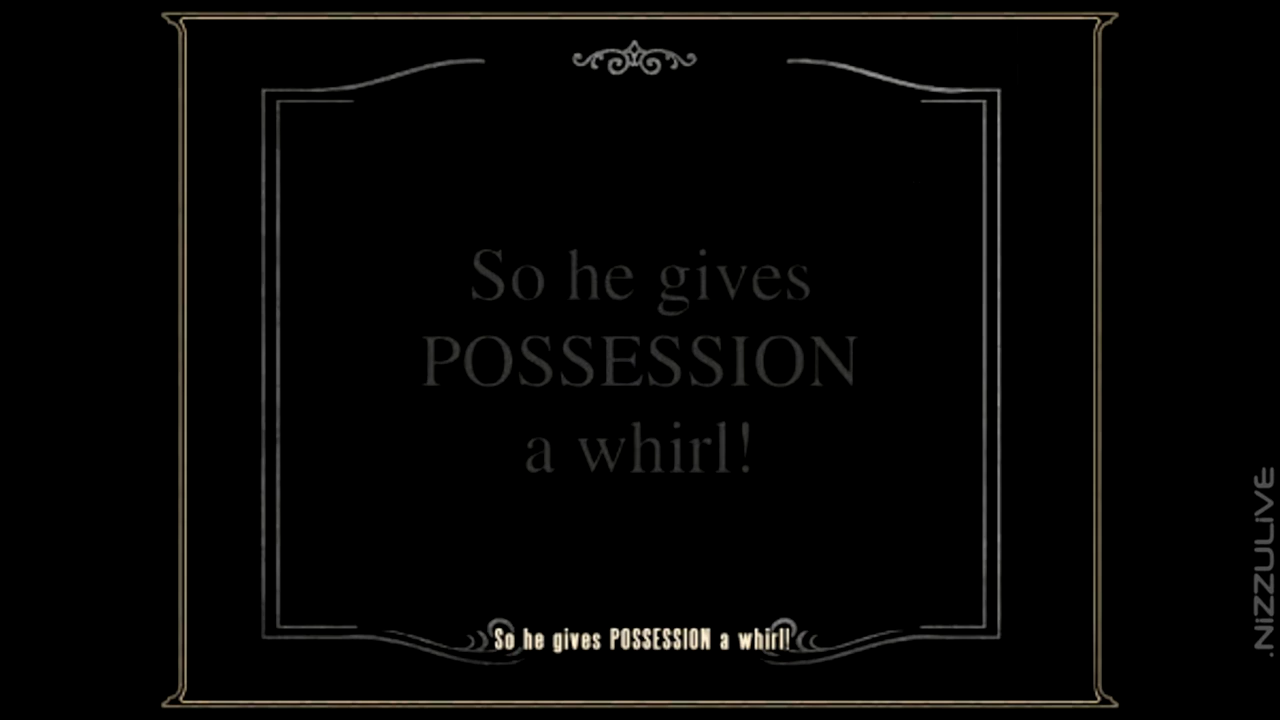 So he gives
POSSESSION
a whirl!
So he gives POSSESSION a whirl!
.NIZZULIVE